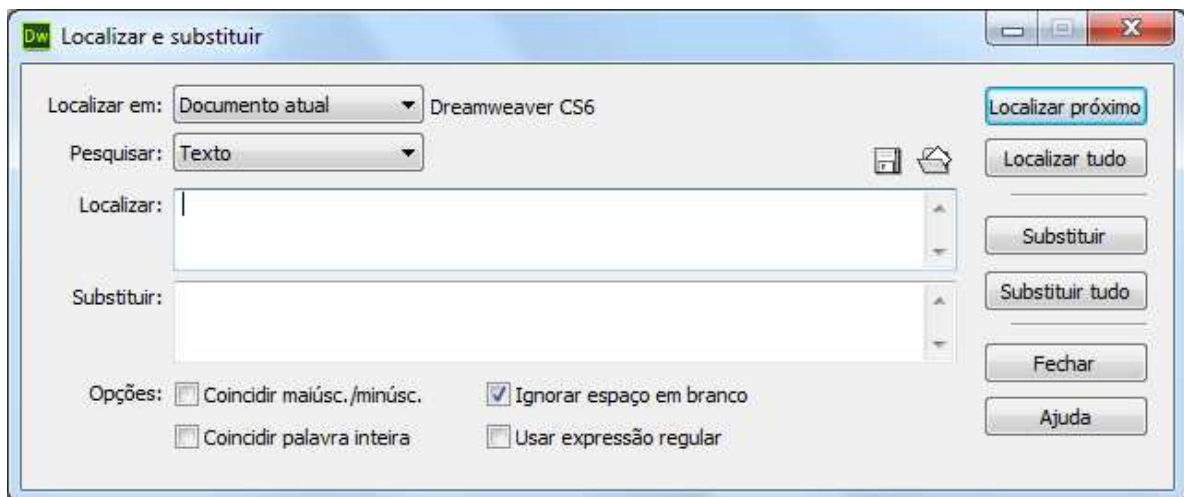 Dw Localizar e substituir
Localizar em: Documento atual Dreamweaver CS6 Localizar próximo
Pesquisar: Texto Localizar tudo
Localizar:
Substituir
Substituir: Substituir tudo
Fechar
Opções: Coincidir maiúsc./minúsc. Ignorar espaço em branco
Ajuda
Coincidir palavra inteira Usar expressão regular